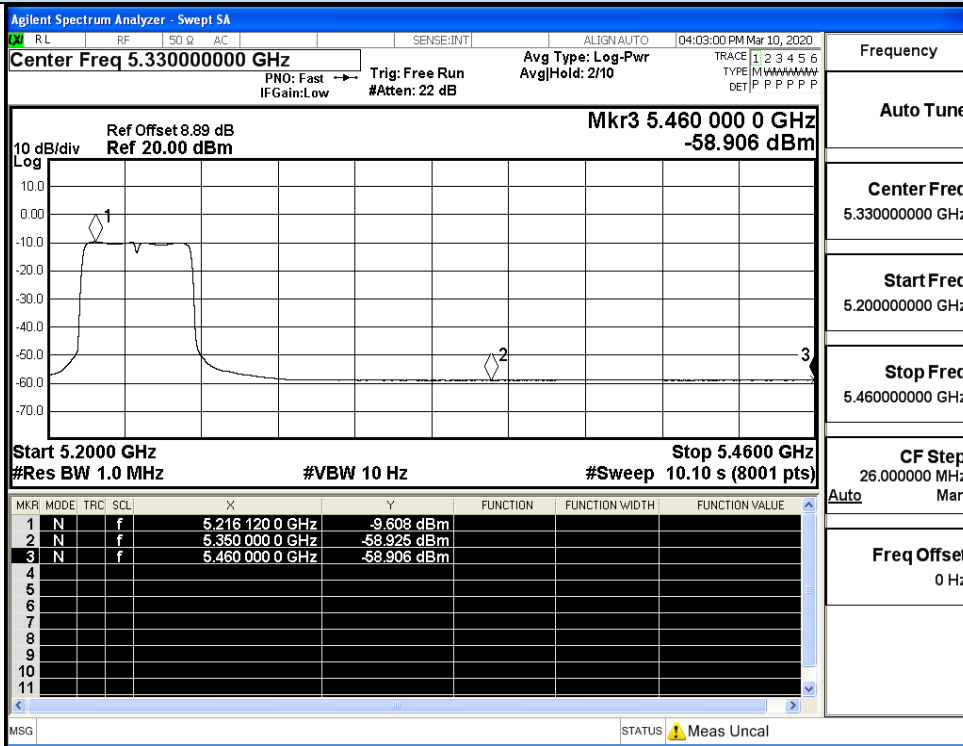 Agilent Spectrum Analyzer - Swept SA
LXI RL RF 50 Ω AC SENSE:INT ALIGN AUTO 04:03:00 PM Mar 10, 2020
Center Freq 5.330000000 GHz
PNO: Fast
IFGain:Low
Trig: Free Run
#Atten: 22 dB
Avg Type: Log-Pwr
Avg|Hold: 2/10
TRACE 1 2 3 4 5 6
TYPE M WWWWW
DET P P P P P P
Mkr3 5.460 000 0 GHz
-58.906 dBm
Ref Offset 8.89 dB
10 dB/div Ref 20.00 dBm
Log
10.0
0.00
-10.0
-20.0
-30.0
-40.0
-50.0
-60.0
-70.0
1
2
3
Start 5.2000 GHz Stop 5.4600 GHz
#Res BW 1.0 MHz #VBW 10 Hz #Sweep 10.10 s (8001 pts)
MKR MODE TRC SCL X Y FUNCTION FUNCTION WIDTH FUNCTION VALUE
1 N f 5.216 120 0 GHz -9.608 dBm
2 N f 5.350 000 0 GHz -58.925 dBm
3 N f 5.460 000 0 GHz -58.906 dBm
4
5
6
7
8
9
10
11
MSG STATUS Meas Uncal
Frequency
Auto Tune
Center Freq
5.330000000 GHz
Start Freq
5.200000000 GHz
Stop Freq
5.460000000 GHz
CF Step
26.000000 MHz
Auto Man
Freq Offset
0 Hz